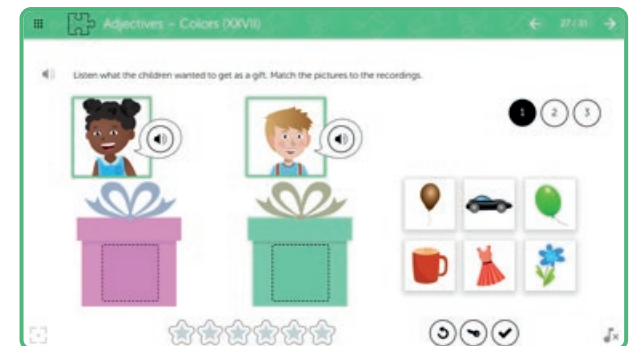 Adjectives – Colors (XXVII)
27 / 31
Listen what the children wanted to get as a gift. Match the pictures to the recordings.
1 2 3